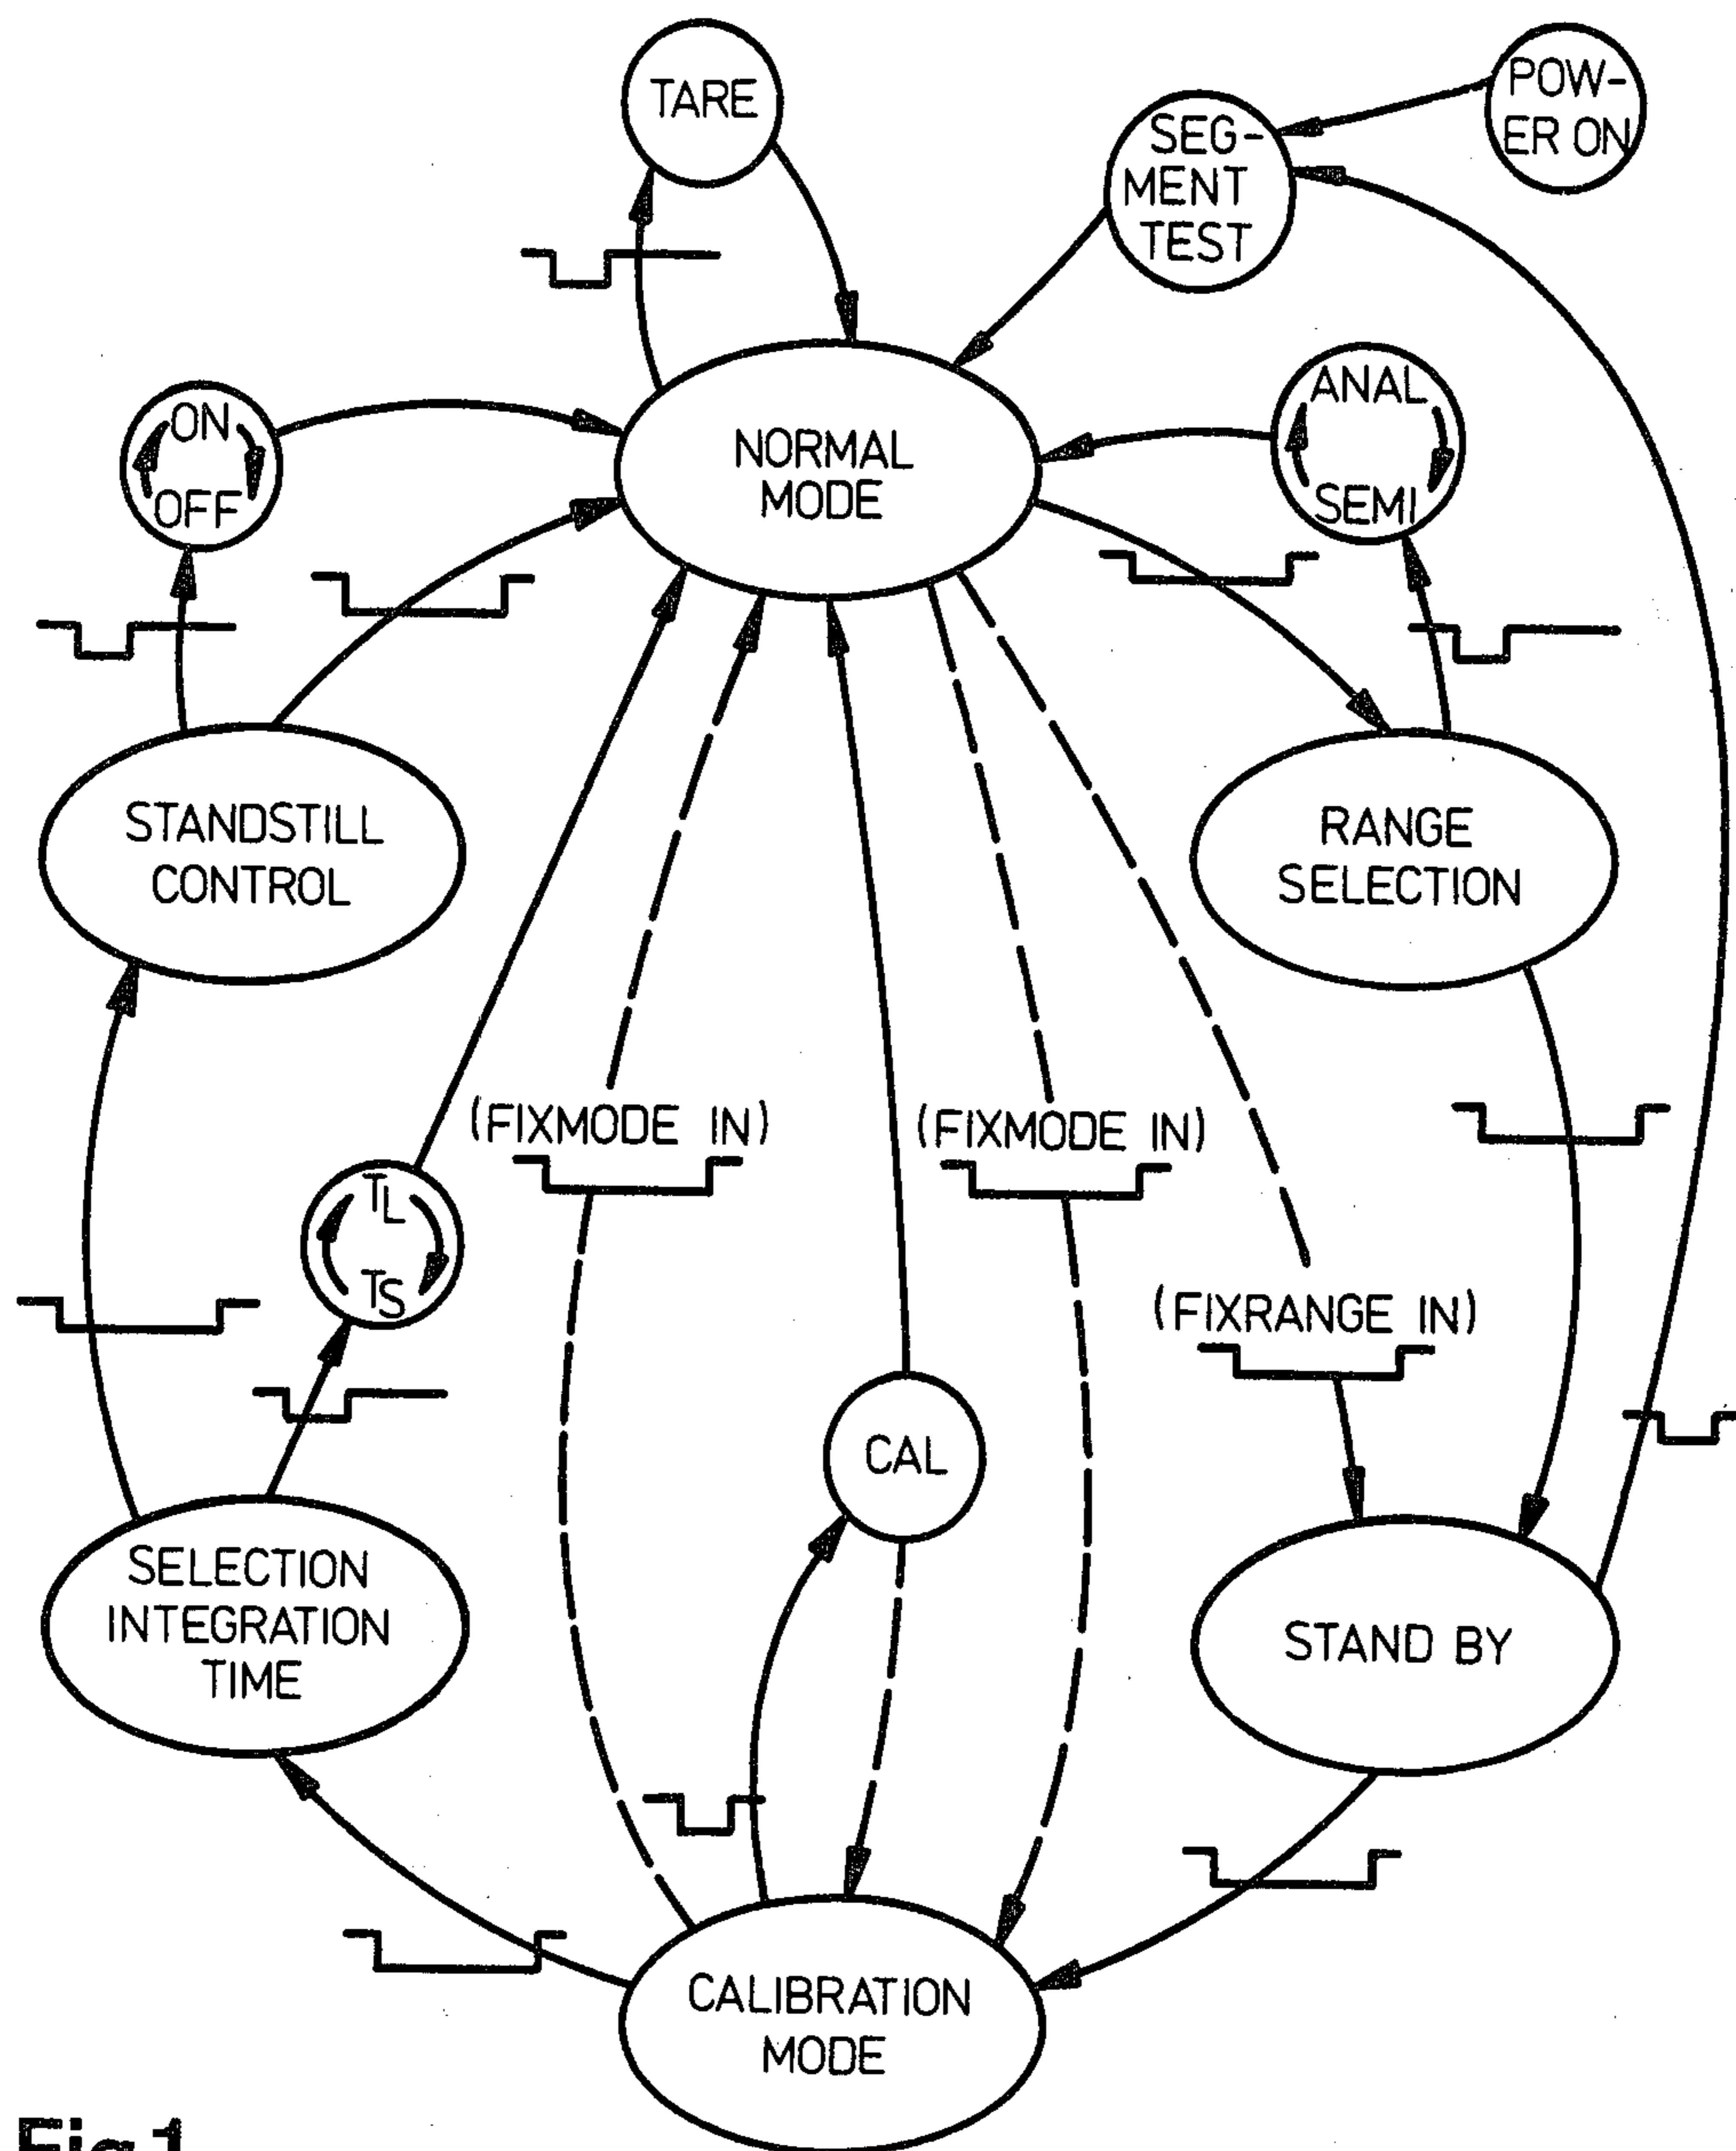 TARE
POW-
ER ON
SEG-
MENT
TEST
ON
OFF
NORMAL
MODE
ANAL
SEMI
STANDSTILL
CONTROL
RANGE
SELECTION
(FIXMODE IN)
(FIXMODE IN)
TL
TS
(FIXRANGE IN)
CAL
SELECTION
INTEGRATION
TIME
STAND BY
CALIBRATION
MODE
Fig.1